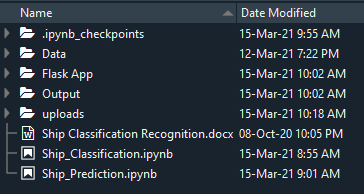 Name Date Modified
.ipynb_checkpoints 15-Mar-21 9:55 AM
Data 12-Mar-21 7:22 PM
Flask App 15-Mar-21 10:02 AM
Output 15-Mar-21 10:02 AM
uploads 15-Mar-21 10:18 AM
Ship Classification Recognition.docx 08-Oct-20 10:05 PM
Ship_Classification.ipynb 15-Mar-21 8:55 AM
Ship_Prediction.ipynb 15-Mar-21 9:01 AM